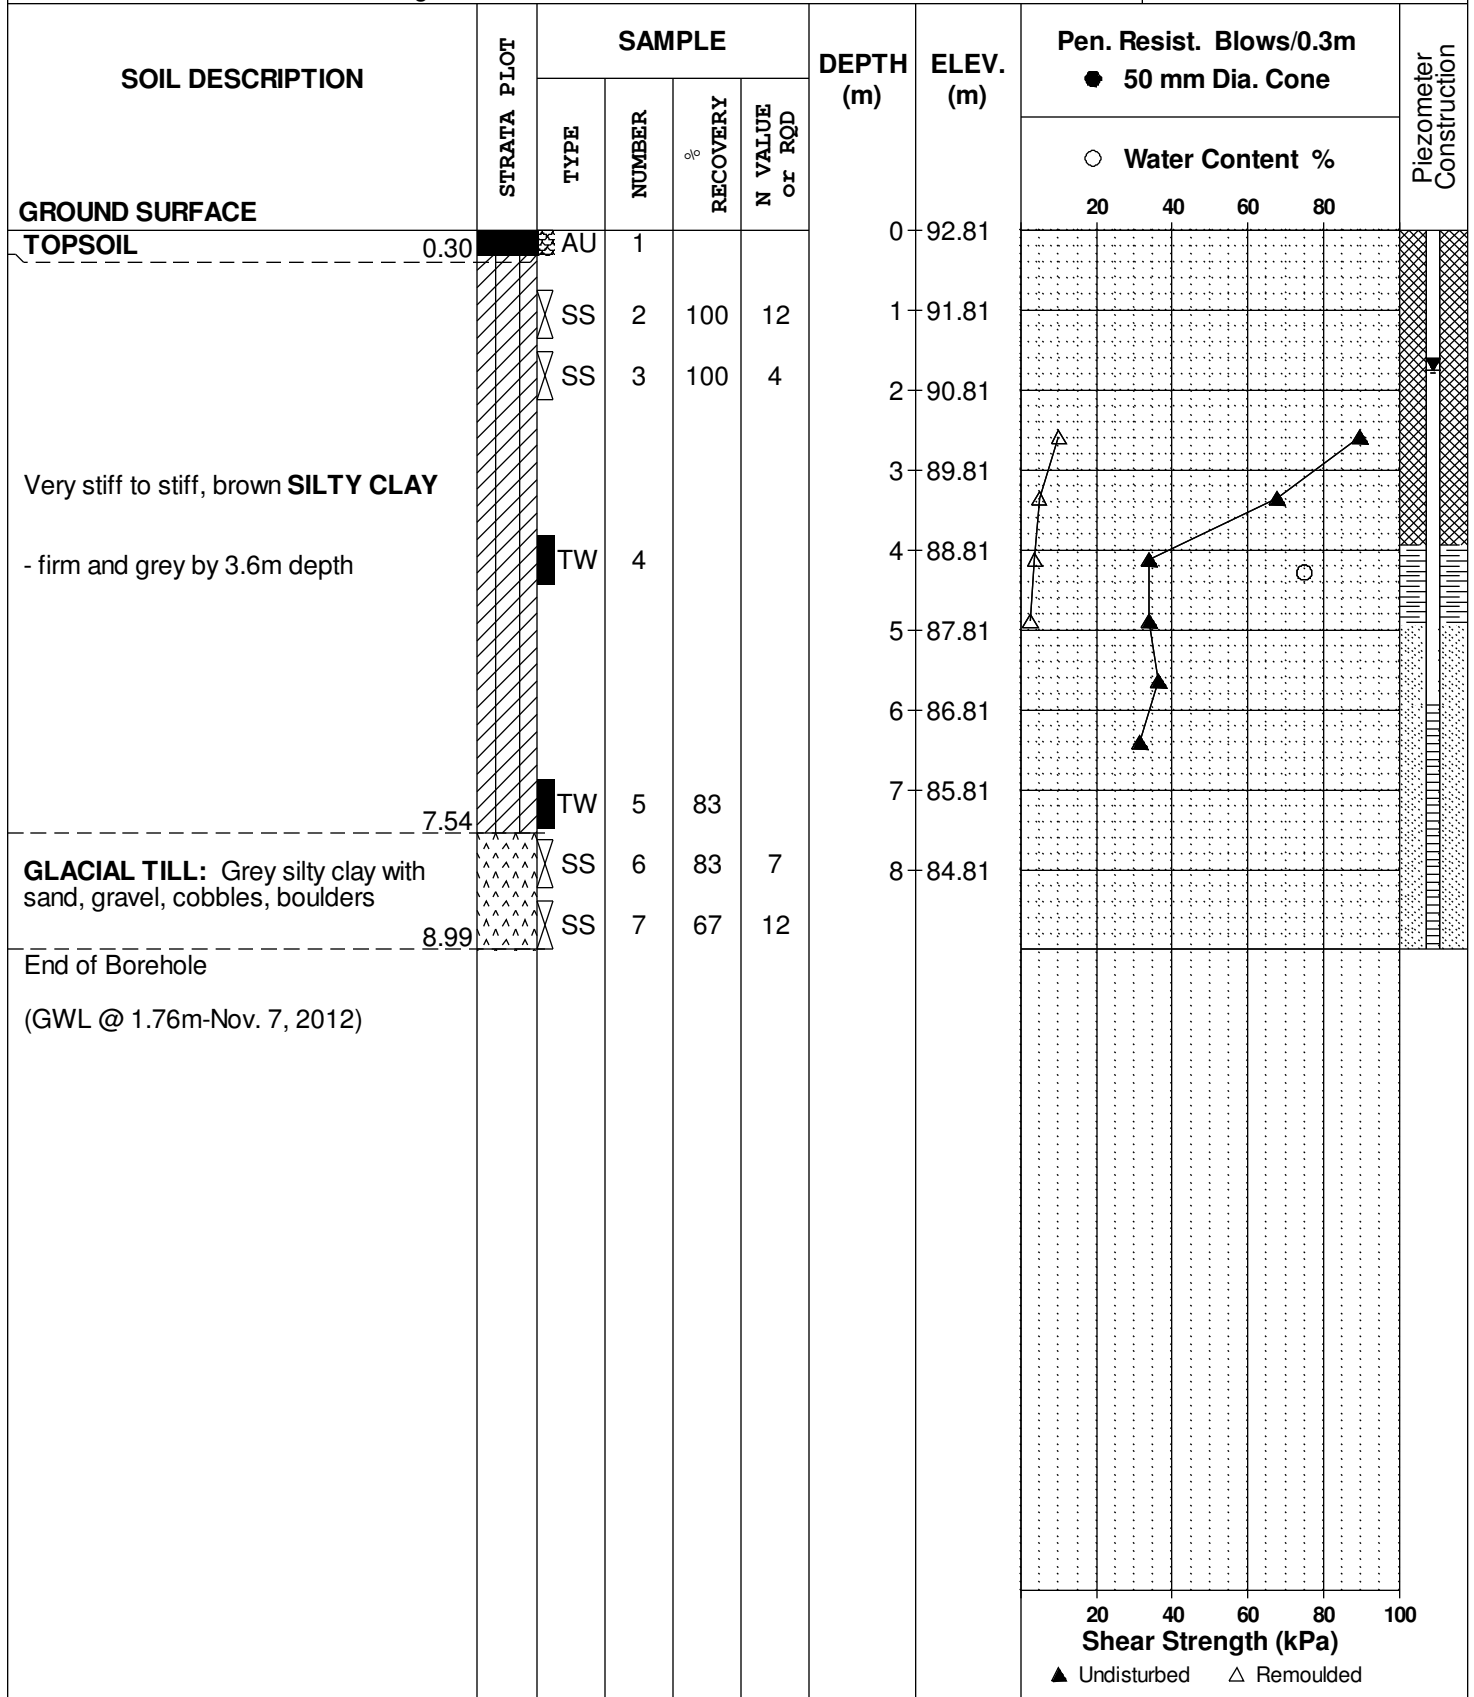 SOIL DESCRIPTION
GROUND SURFACE
STRATA PLOT
SAMPLE
TYPE
NUMBER
%
RECOVERY
N VALUE
or RQD
DEPTH
(m)
ELEV.
(m)
Pen. Resist. Blows/0.3m
● 50 mm Dia. Cone
○ Water Content %
20 40 60 80
Piezometer
Construction
TOPSOIL 0.30 AU 1
0 92.81
SS 2 100 12
1 91.81
SS 3 100 4
2 90.81
3 89.81
Very stiff to stiff, brown SILTY CLAY
- firm and grey by 3.6m depth
TW 4
4 88.81
5 87.81
6 86.81
7 85.81
TW 5 83
7.54
GLACIAL TILL: Grey silty clay with
sand, gravel, cobbles, boulders
SS 6 83 7
8 84.81
SS 7 67 12
8.99
End of Borehole
(GWL @ 1.76m-Nov. 7, 2012)
20 40 60 80 100
Shear Strength (kPa)
▲ Undisturbed △ Remoulded